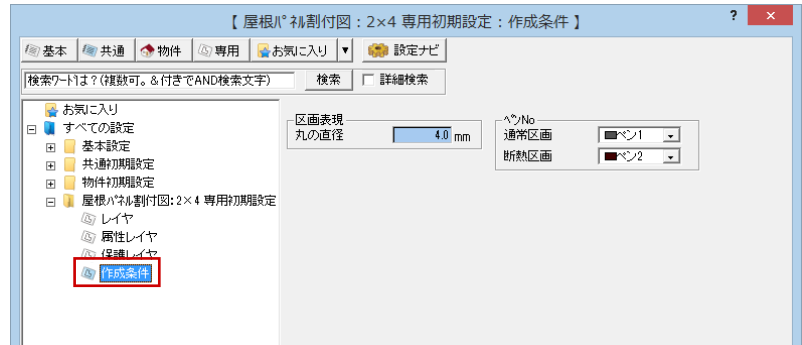 【 屋根ﾊﾟﾈﾙ割付図：2×4 専用初期設定：作成条件 】
? ×
基本 共通 物件 専用 お気に入り ▼ 設定ナビ
検索ﾜｰﾄﾞは？(複数可。＆付きでAND検索文字) 検索 詳細検索
お気に入り
すべての設定
基本設定
共通初期設定
物件初期設定
屋根ﾊﾟﾈﾙ割付図:2×4 専用初期設定
レイヤ
属性レイヤ
保護レイヤ
作成条件
区画表現
丸の直径 4.0 mm
ﾍﾟﾝNo
通常区画 ペン1
断熱区画 ペン2